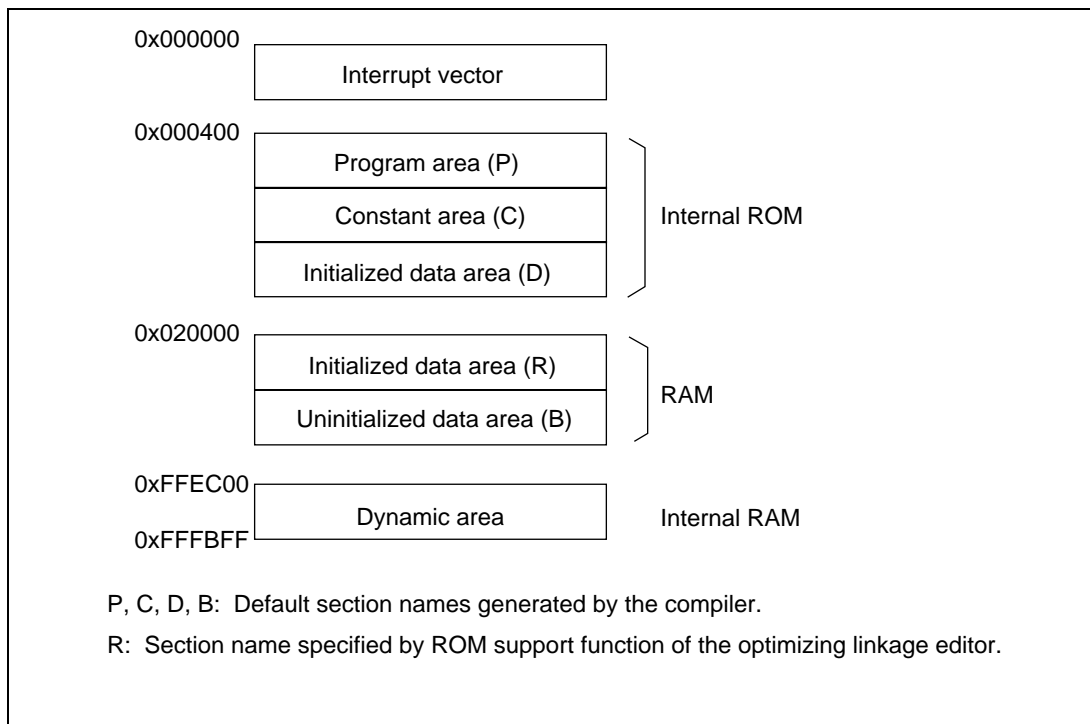 0x000000
Interrupt vector
0x000400
Program area (P)
Constant area (C)
Internal ROM
Initialized data area (D)
0x020000
Initialized data area (R)
RAM
Uninitialized data area (B)
0xFFEC00
Dynamic area
Internal RAM
0xFFFBFF
P, C, D, B: Default section names generated by the compiler.
R: Section name specified by ROM support function of the optimizing linkage editor.